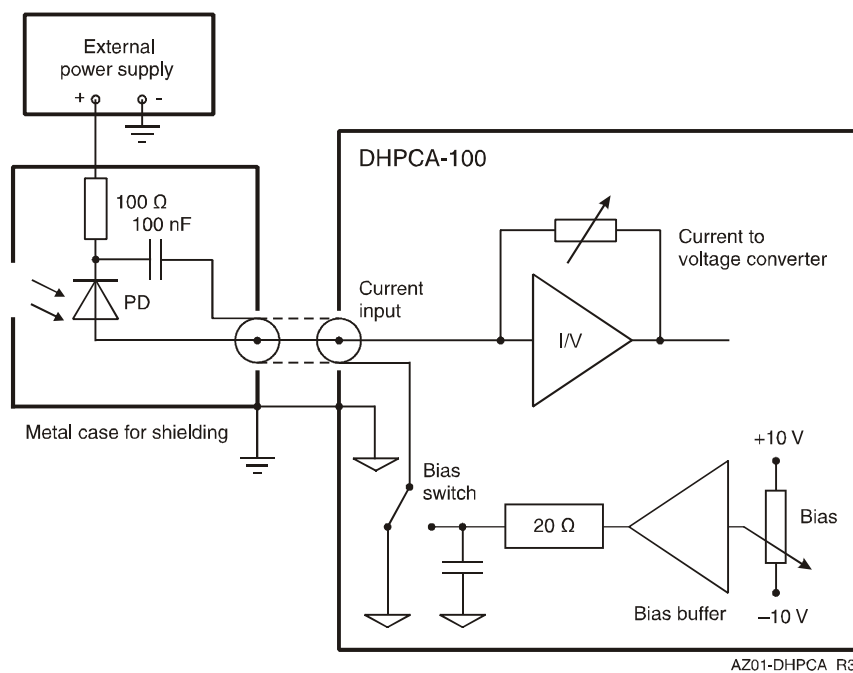 External
power supply
+ -
DHPCA-100
100 Ω
100 nF
PD
Current
input
Current to
voltage converter
I/V
Metal case for shielding
Bias
switch
20 Ω
+10 V
Bias
Bias buffer
–10 V
AZ01-DHPCA R3